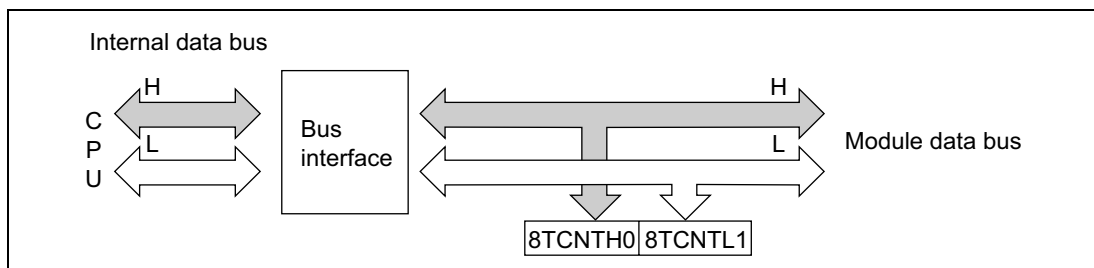 Internal data bus
H
H
C
P
U
L
Bus
interface
L
Module data bus
8TCNTH0 8TCNTL1